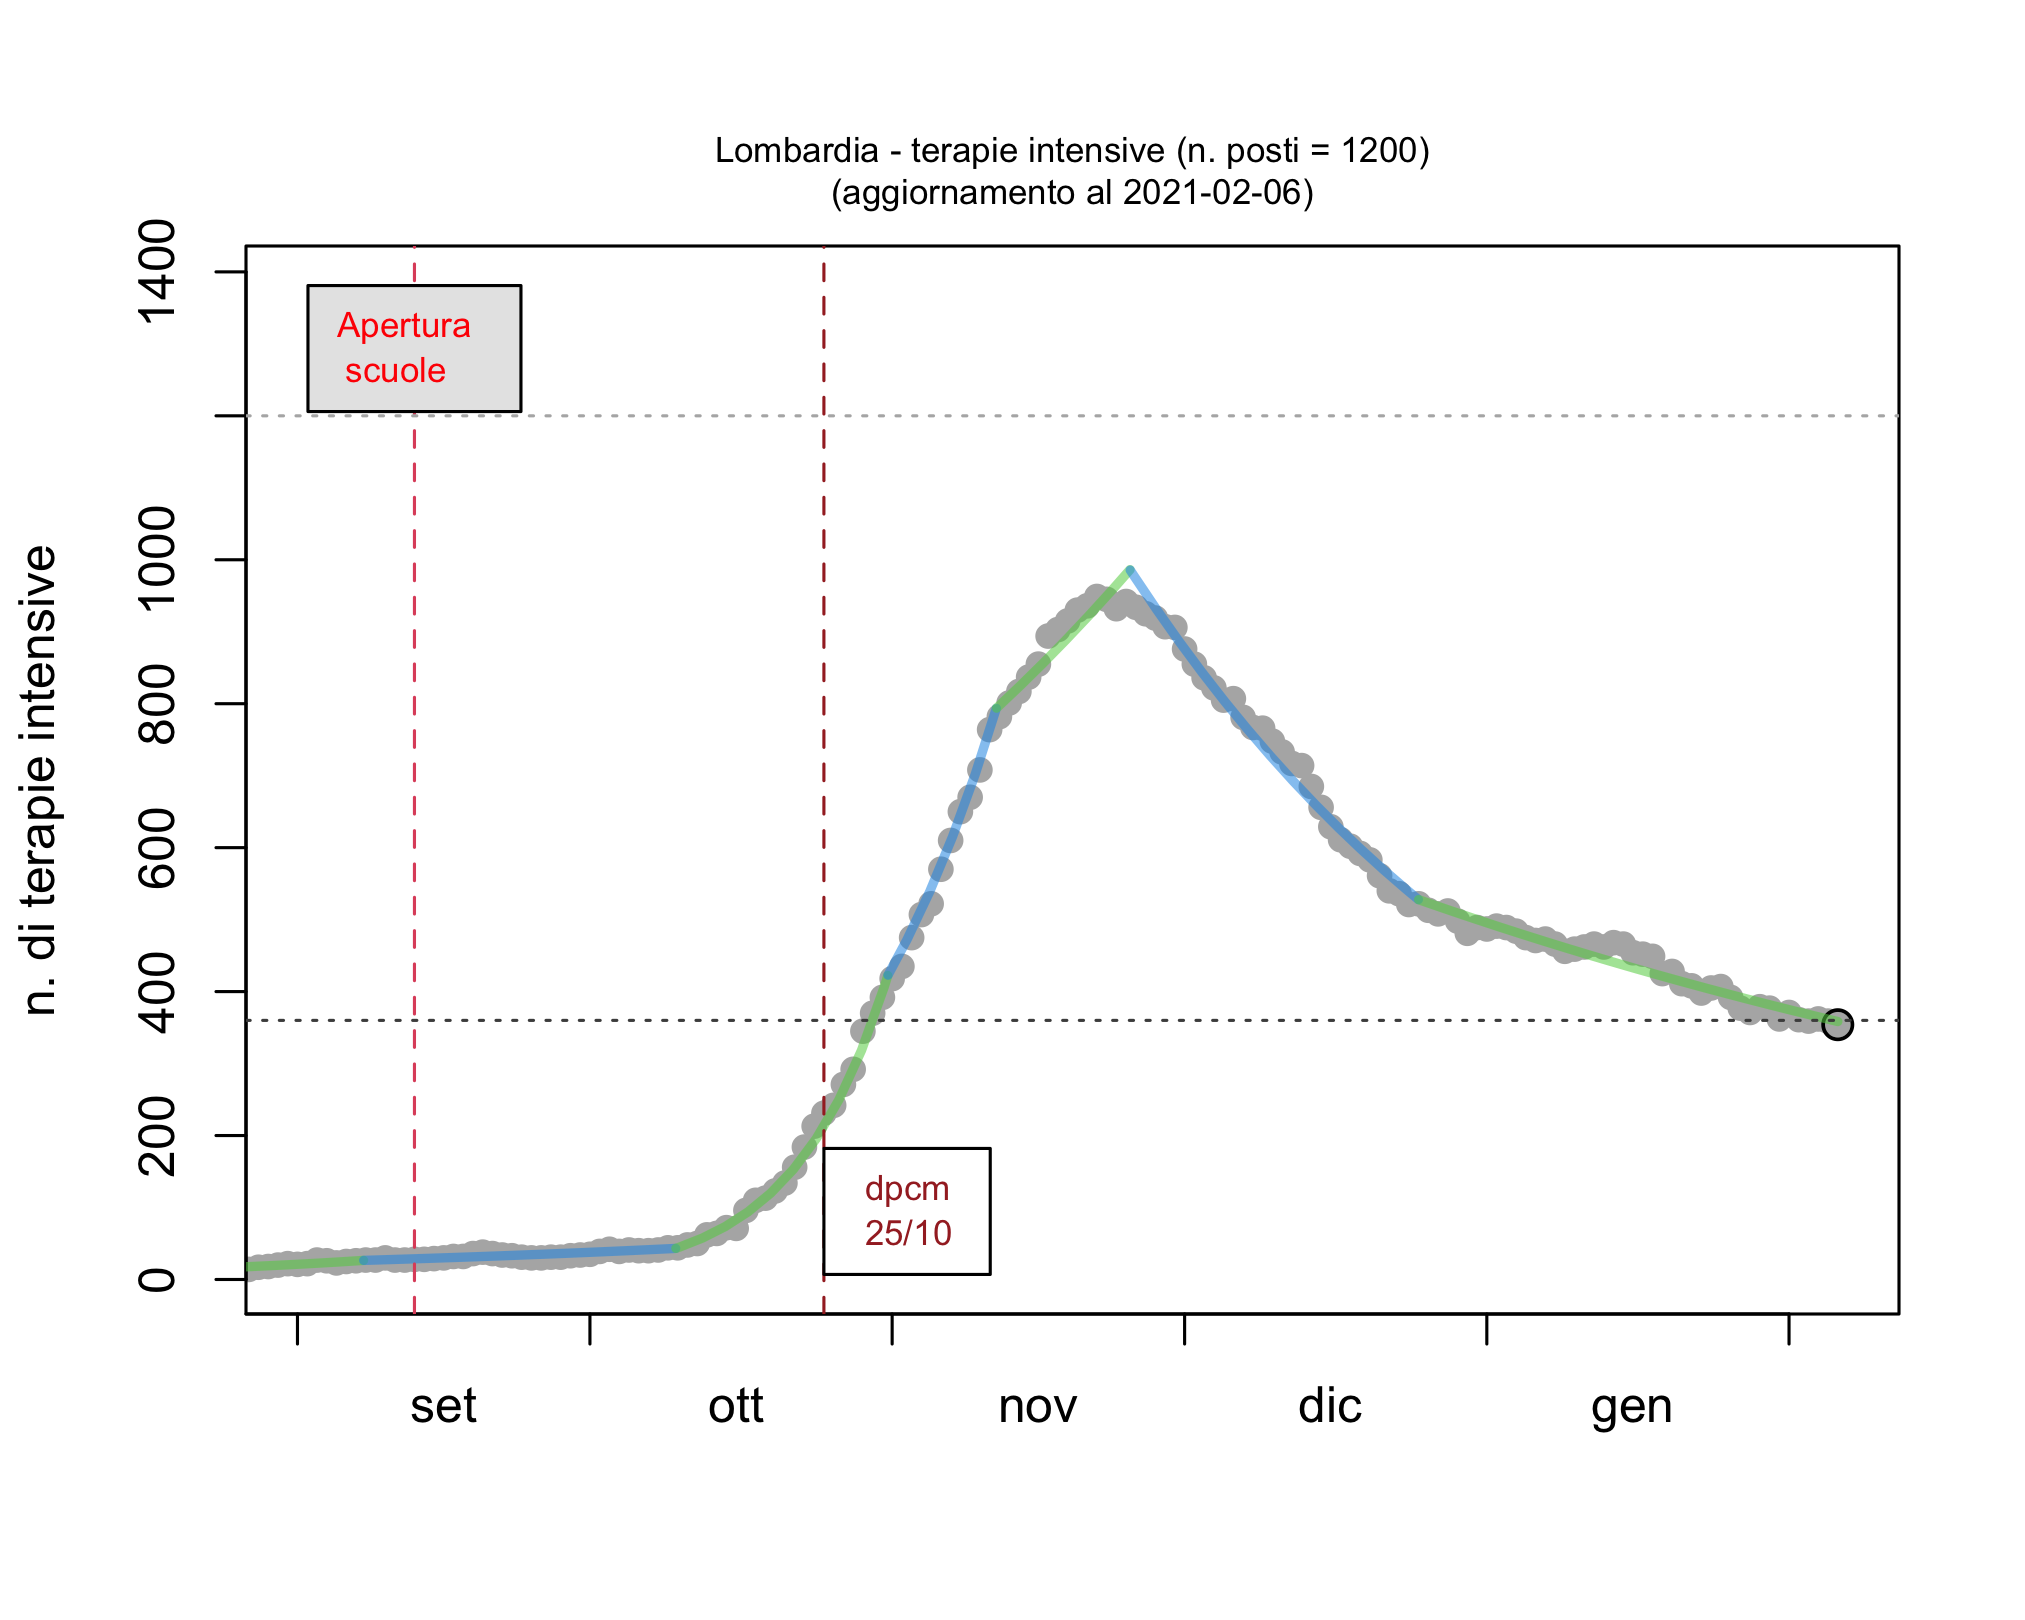 Lombardia - terapie intensive (n. posti = 1200)
(aggiornamento al 2021-02-06)
n. di terapie intensive
1400
1000
800
600
400
200
0
Apertura
scuole
dpcm
25/10
set
ott
nov
dic
gen